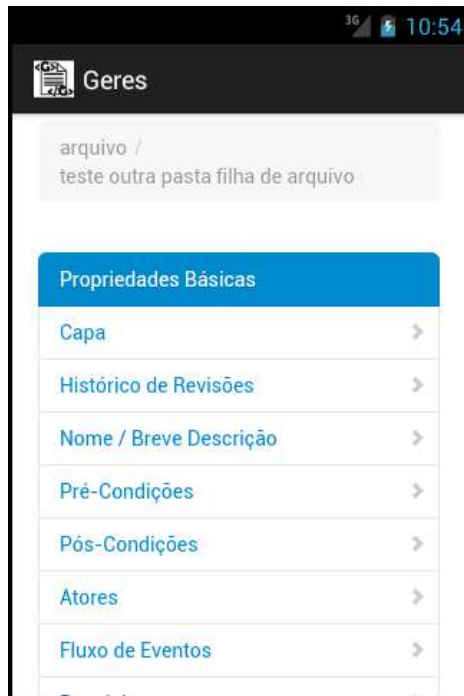 3G 10:54
<G> </G> Geres
arquivo /
teste outra pasta filha de arquivo
Propriedades Básicas
Capa
Histórico de Revisões
Nome / Breve Descrição
Pré-Condições
Pós-Condições
Atores
Fluxo de Eventos